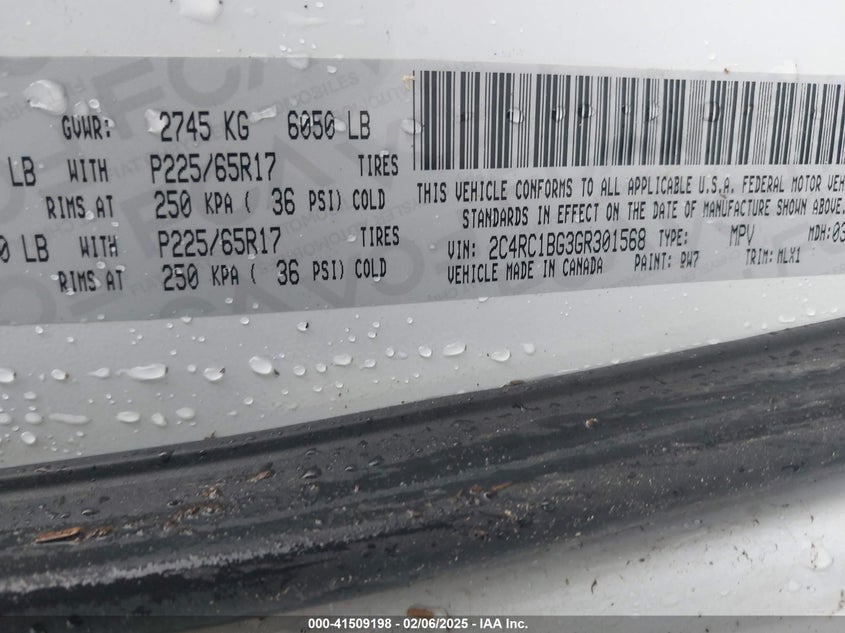 GVWR: 2745 KG 6050 LB
LB WITH P225/65R17 TIRES
RIMS AT 250 KPA ( 36 PSI) COLD
0 LB WITH P225/65R17 TIRES
RIMS AT 250 KPA ( 36 PSI) COLD
THIS VEHICLE CONFORMS TO ALL APPLICABLE U.S.A. FEDERAL MOTOR VEH
STANDARDS IN EFFECT ON THE DATE OF MANUFACTURE SHOWN ABOVE.
VIN: 2C4RC1BG3GR301568 TYPE: MPV MDH: 03
VEHICLE MADE IN CANADA PAINT: PW7 TRIM: MLX1
000-41509198 - 02/06/2025 - IAA Inc.